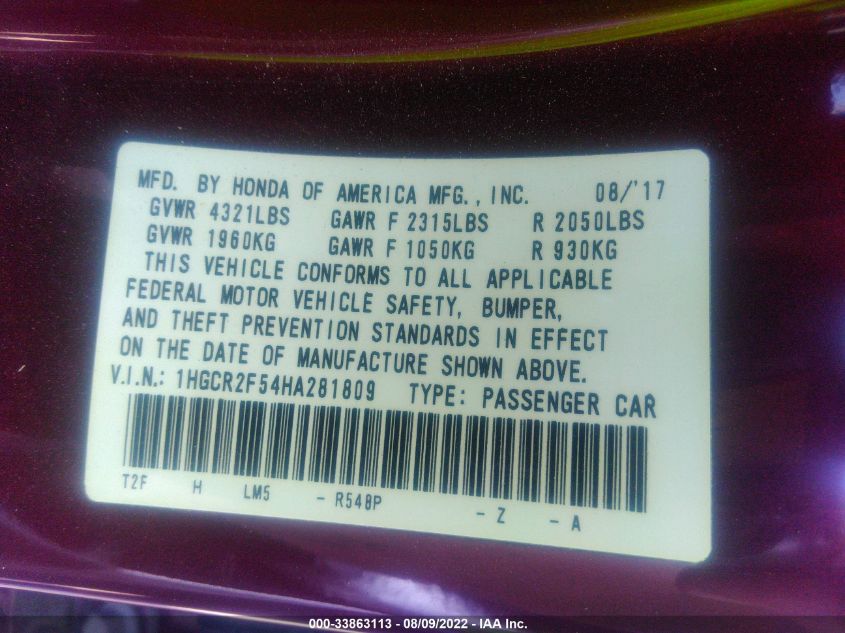 MFD. BY HONDA OF AMERICA MFG., INC. 08/'17
GVWR 4321LBS GAWR F 2315LBS R 2050LBS
GVWR 1960KG GAWR F 1050KG R 930KG
THIS VEHICLE CONFORMS TO ALL APPLICABLE
FEDERAL MOTOR VEHICLE SAFETY, BUMPER,
AND THEFT PREVENTION STANDARDS IN EFFECT
ON THE DATE OF MANUFACTURE SHOWN ABOVE.
V.I.N.: 1HGCR2F54HA281809 TYPE: PASSENGER CAR
T2F H LM5 - R548P - Z - A
000-33863113 - 08/09/2022 - IAA Inc.